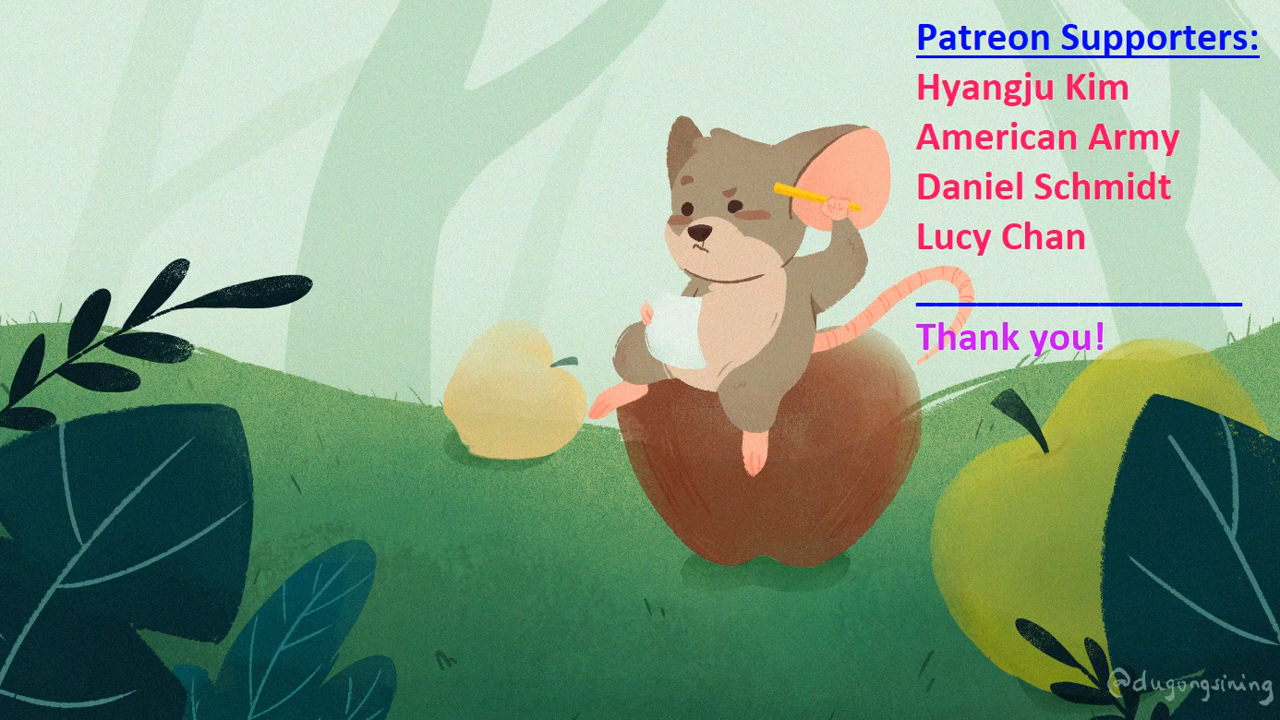 Patreon Supporters:
Hyangju Kim
American Army
Daniel Schmidt
Lucy Chan
Thank you!
@dugongsining